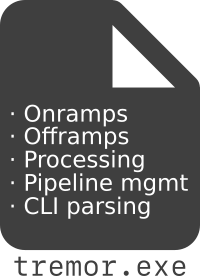 · Onramps
· Offramps
· Processing
· Pipeline mgmt
· CLI parsing
tremor.exe